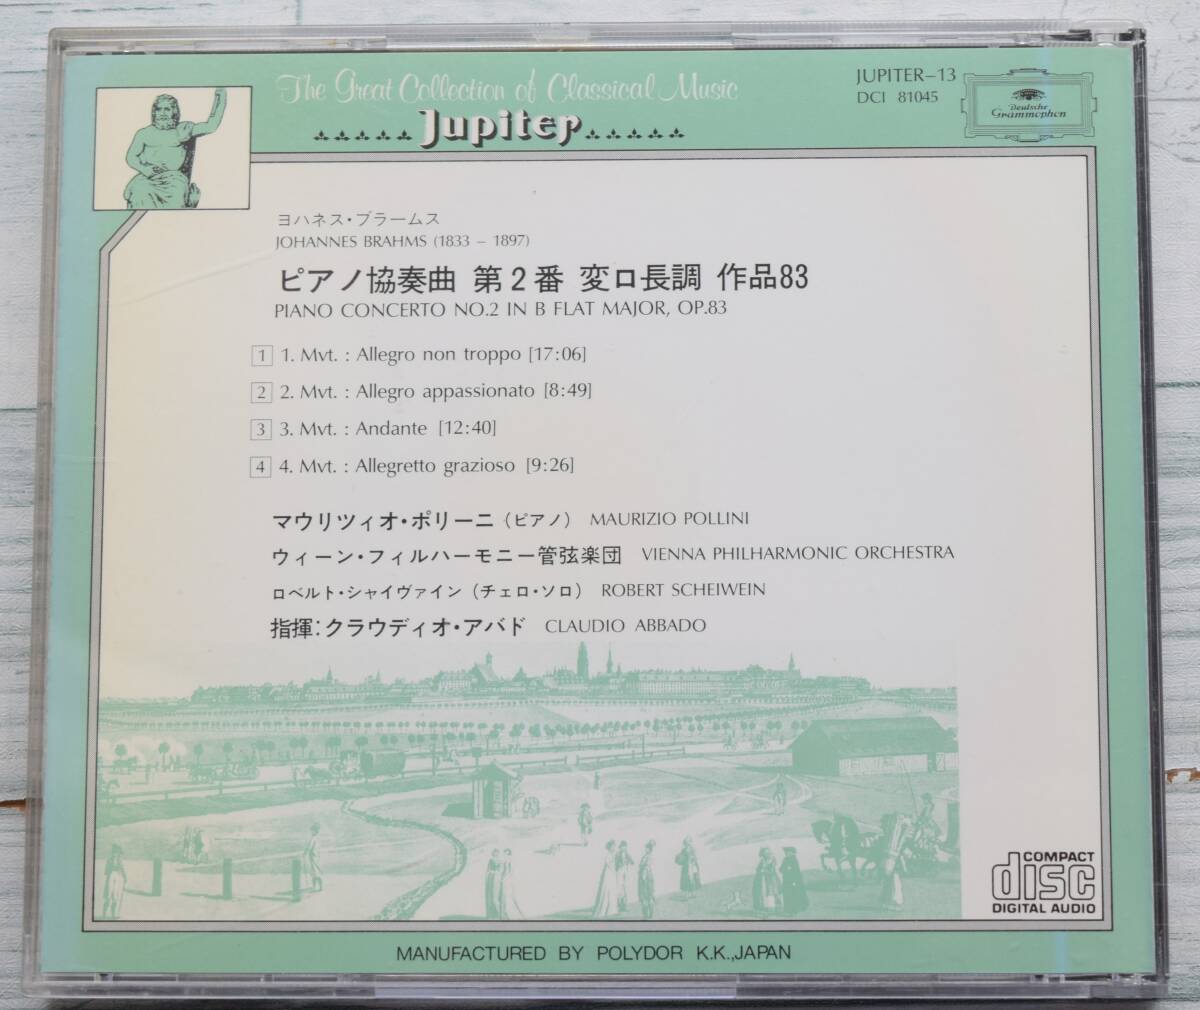 The Great Collection of Classical Music
Jupiter
JUPITER–13
DCI 81045
Deutsche
Grammophon
ヨハネス・ブラームス
JOHANNES BRAHMS (1833 – 1897)
ピアノ協奏曲 第2番 変ロ長調 作品83
PIANO CONCERTO NO.2 IN B FLAT MAJOR, OP.83
1 1. Mvt. : Allegro non troppo [17:06]
2 2. Mvt. : Allegro appassionato [8:49]
3 3. Mvt. : Andante [12:40]
4 4. Mvt. : Allegretto grazioso [9:26]
マウリツィオ・ポリーニ(ピアノ) MAURIZIO POLLINI
ウィーン・フィルハーモニー管弦楽団 VIENNA PHILHARMONIC ORCHESTRA
ロベルト・シャイヴァイン(チェロ・ソロ) ROBERT SCHEIWEIN
指揮:クラウディオ・アバド CLAUDIO ABBADO
COMPACT
disc
DIGITAL AUDIO
MANUFACTURED BY POLYDOR K.K.,JAPAN